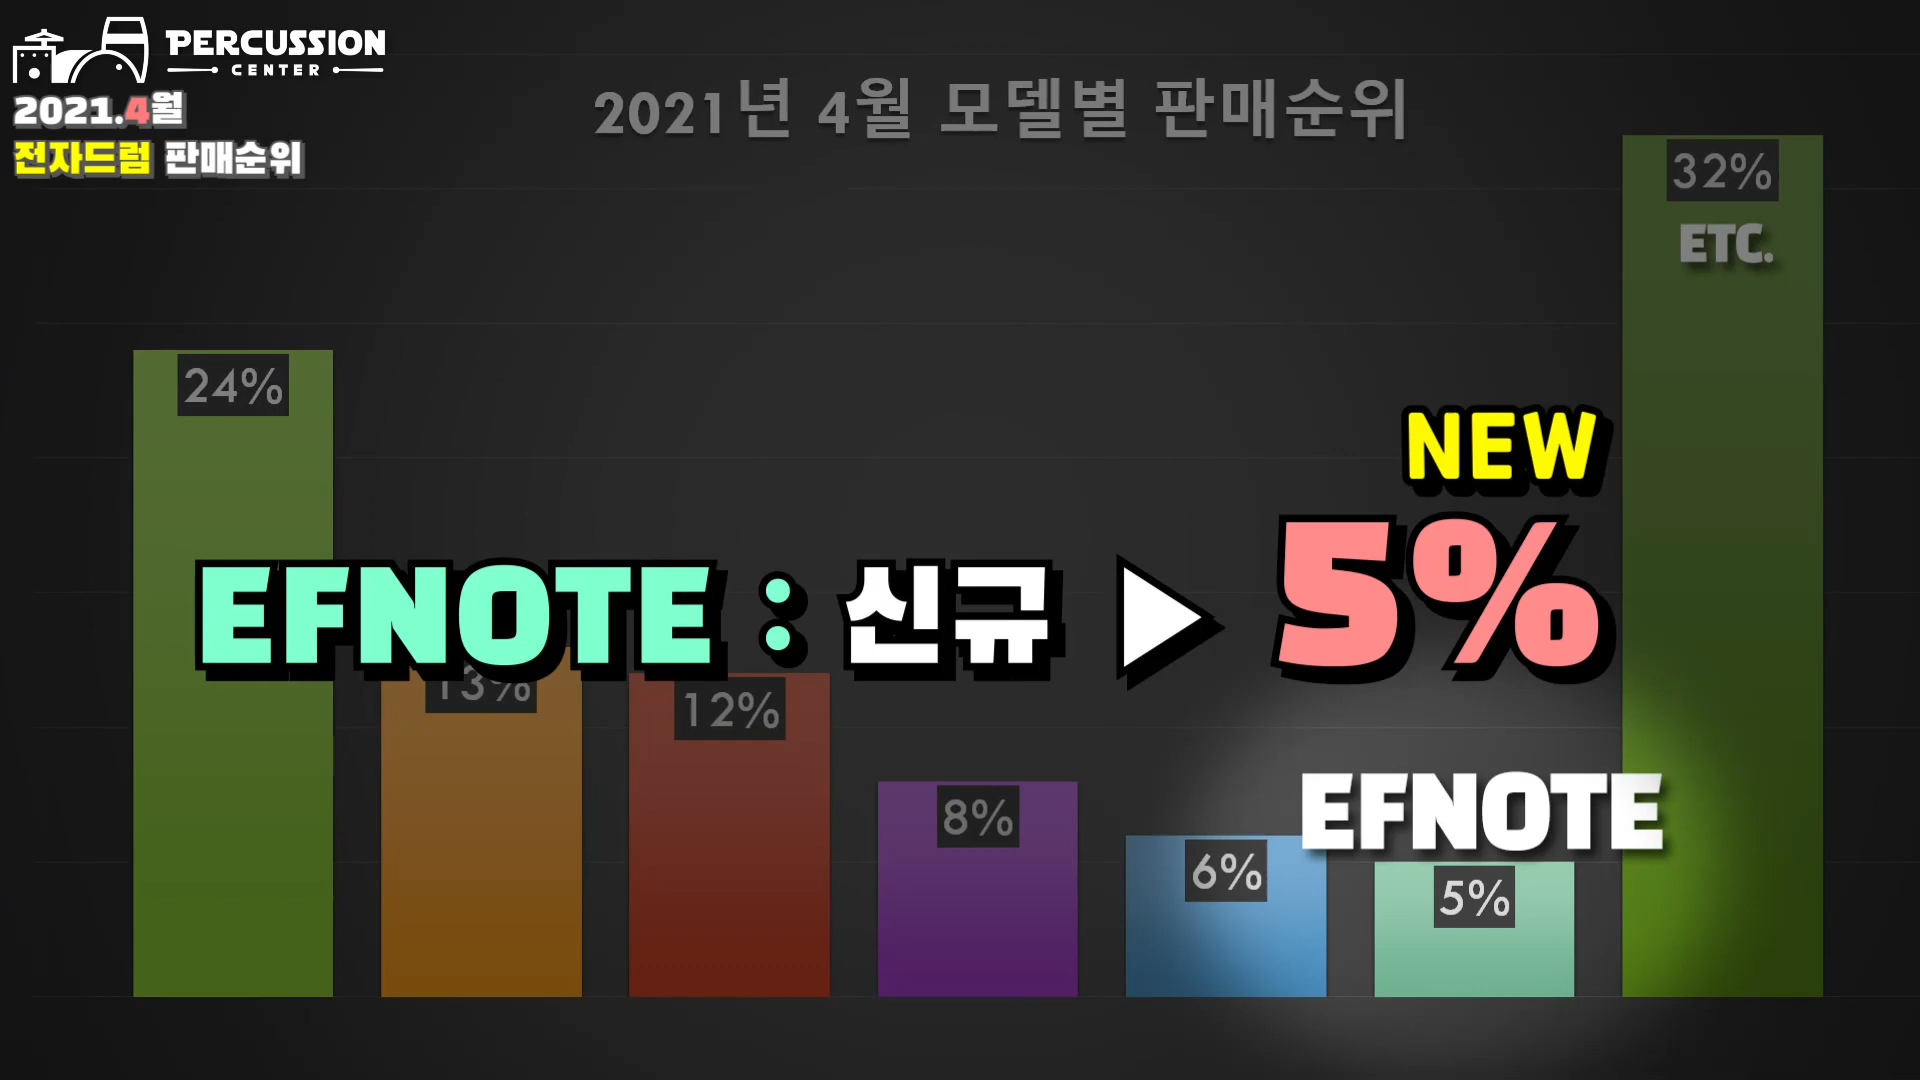 PERCUSSION
CENTER
2021.4월
전자드럼 판매순위
2021년 4월 모델별 판매순위
32%
ETC.
24%
NEW
EFNOTE : 신규 ▶ 5%
13%
12%
8%
EFNOTE
6%
5%